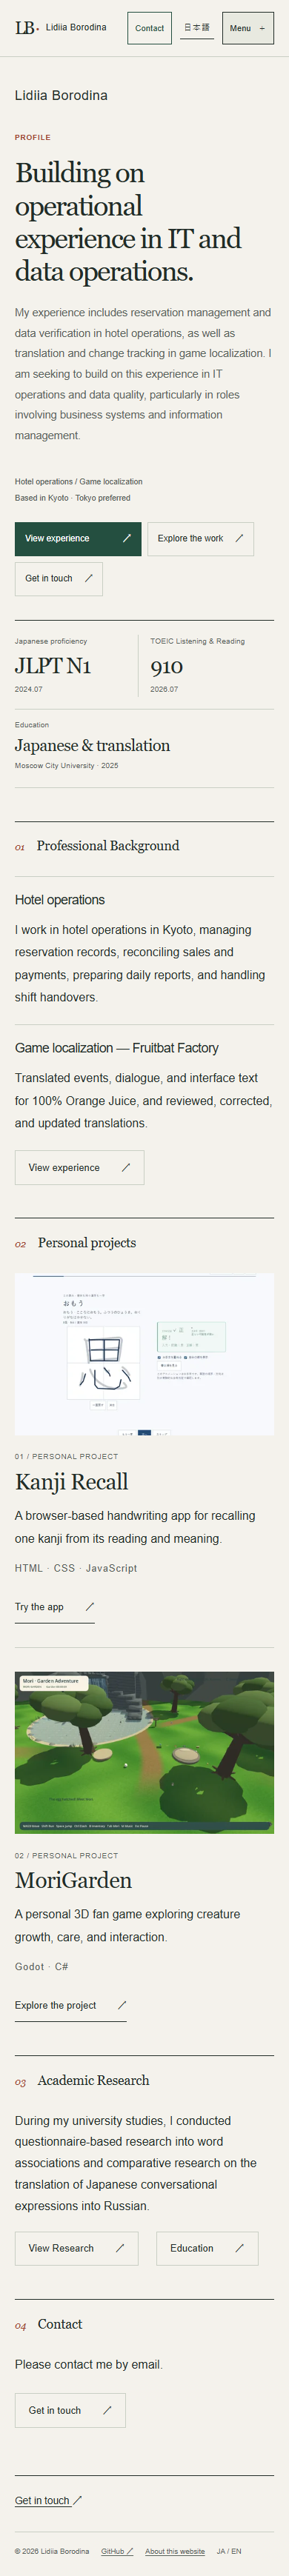 LB. Lidiia Borodina Contact 日本語 Menu +
Lidiia Borodina
PROFILE
Building on
operational
experience in IT and
data operations.
My experience includes reservation management and
data verification in hotel operations, as well as
translation and change tracking in game localization. I
am seeking to build on this experience in IT
operations and data quality, particularly in roles
involving business systems and information
management.
Hotel operations / Game localization
Based in Kyoto · Tokyo preferred
View experience
Explore the work
Get in touch
Japanese proficiency
JLPT N1
2024.07
TOEIC Listening & Reading
910
2026.07
Education
Japanese & translation
Moscow City University · 2025
01 Professional Background
Hotel operations
I work in hotel operations in Kyoto, managing
reservation records, reconciling sales and
payments, preparing daily reports, and handling
shift handovers.
Game localization — Fruitbat Factory
Translated events, dialogue, and interface text
for 100% Orange Juice, and reviewed, corrected,
and updated translations.
View experience
02 Personal projects
おもう
01 / PERSONAL PROJECT
Kanji Recall
A browser-based handwriting app for recalling
one kanji from its reading and meaning.
HTML · CSS · JavaScript
Try the app
Mori · Garden Adventure
02 / PERSONAL PROJECT
MoriGarden
A personal 3D fan game exploring creature
growth, care, and interaction.
Godot · C#
Explore the project
03 Academic Research
During my university studies, I conducted
questionnaire-based research into word
associations and comparative research on the
translation of Japanese conversational
expressions into Russian.
View Research
Education
04 Contact
Please contact me by email.
Get in touch
Get in touch
© 2026 Lidiia Borodina GitHub About this website JA / EN